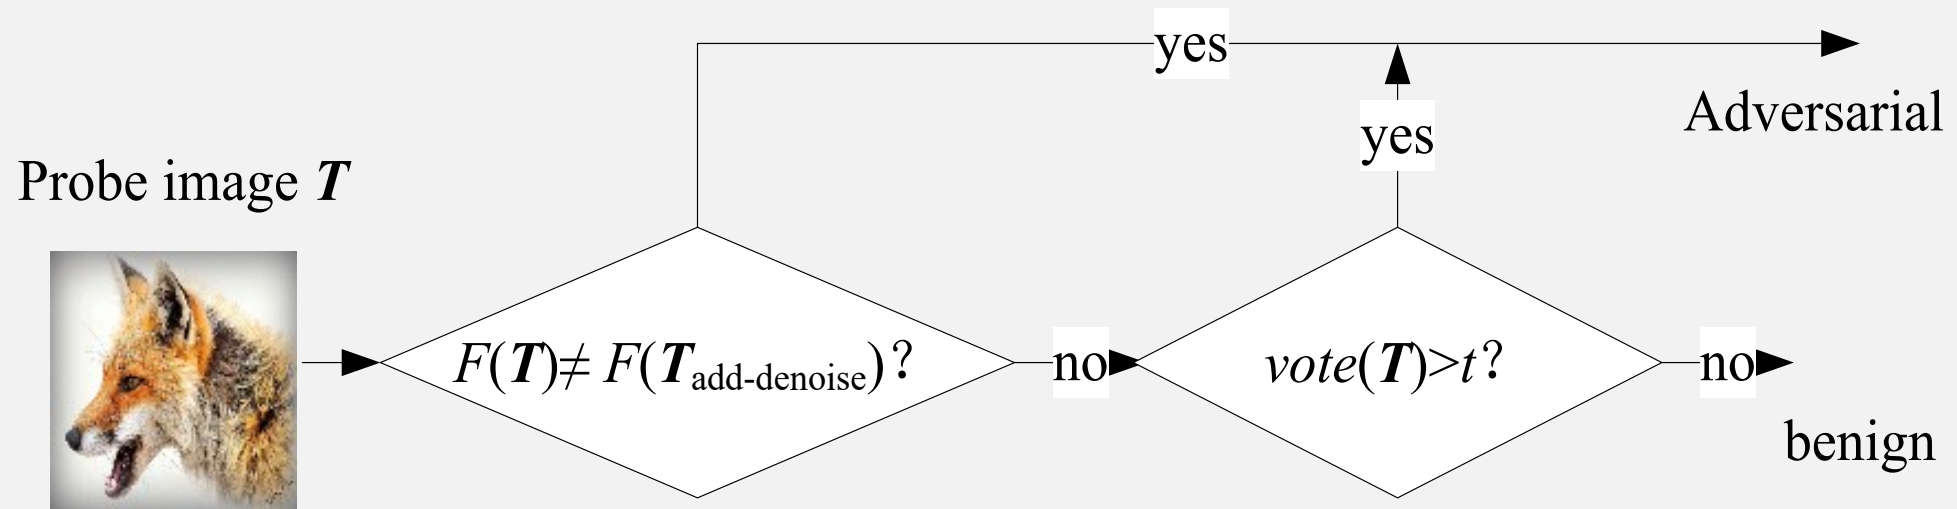 yes
Adversarial
yes
Probe image T
F(T)≠ F(Tadd-denoise)?
no
vote(T)>t?
no
benign